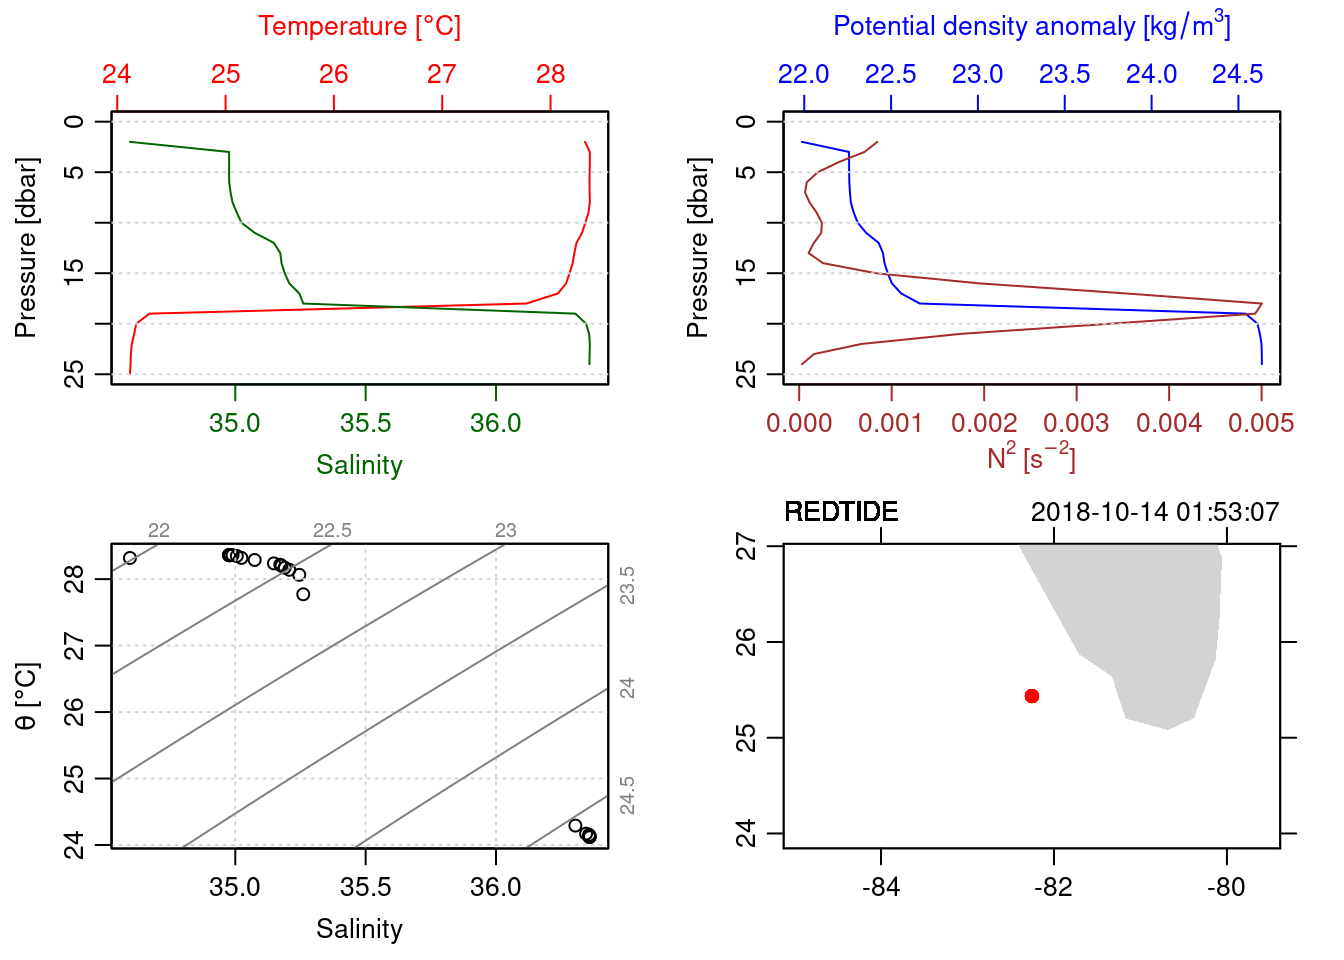 Temperature [°C]
24 25 26 27 28
Pressure [dbar]
0 5 15 25
35.0 35.5 36.0
Salinity
Potential density anomaly [kg/m³]
22.0 22.5 23.0 23.5 24.0 24.5
Pressure [dbar]
0 5 15 25
0.000 0.001 0.002 0.003 0.004 0.005
N² [s⁻²]
22 22.5 23
23.5
24
24.5
θ [°C]
28 27 26 25 24
35.0 35.5 36.0
Salinity
REDTIDE 2018-10-14 01:53:07
27 26 25 24
-84 -82 -80